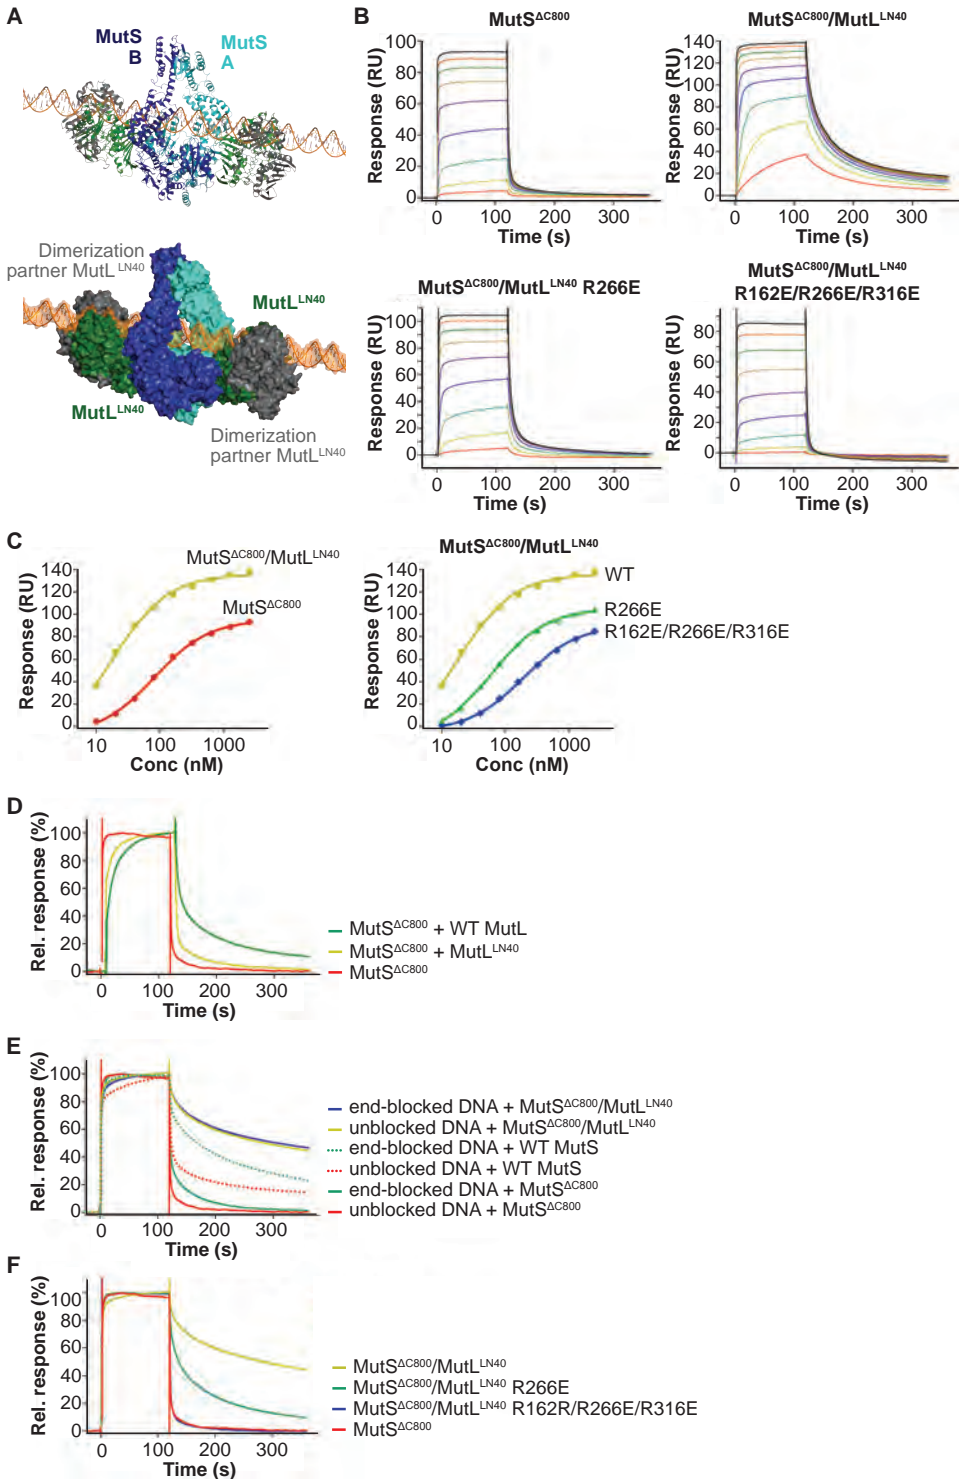 A
MutS
B
MutS
A
Dimerization
partner MutL^LN40
MutL^LN40
MutL^LN40
Dimerization
partner MutL^LN40
B
MutS^ΔC800
Response (RU)
100
80
60
40
20
0
0 100 200 300
Time (s)
MutS^ΔC800/MutL^LN40
Response (RU)
140
120
100
80
60
40
20
0
0 100 200 300
Time (s)
MutS^ΔC800/MutL^LN40 R266E
Response (RU)
100
80
60
40
20
0
0 100 200 300
Time (s)
MutS^ΔC800/MutL^LN40
R162E/R266E/R316E
Response (RU)
80
60
40
20
0
0 100 200 300
Time (s)
C
Response (RU)
140
120
100
80
60
40
20
0
MutS^ΔC800/MutL^LN40
MutS^ΔC800
10 100 1000
Conc (nM)
MutS^ΔC800/MutL^LN40
Response (RU)
140
120
100
80
60
40
20
0
WT
R266E
R162E/R266E/R316E
10 100 1000
Conc (nM)
D
Rel. response (%)
100
80
60
40
20
0
0 100 200 300
Time (s)
MutS^ΔC800 + WT MutL
MutS^ΔC800 + MutL^LN40
MutS^ΔC800
E
Rel. response (%)
100
80
60
40
20
0
0 100 200 300
Time (s)
end-blocked DNA + MutS^ΔC800/MutL^LN40
unblocked DNA + MutS^ΔC800/MutL^LN40
end-blocked DNA + WT MutS
unblocked DNA + WT MutS
end-blocked DNA + MutS^ΔC800
unblocked DNA + MutS^ΔC800
F
Rel. response (%)
100
80
60
40
20
0
0 100 200 300
Time (s)
MutS^ΔC800/MutL^LN40
MutS^ΔC800/MutL^LN40 R266E
MutS^ΔC800/MutL^LN40 R162R/R266E/R316E
MutS^ΔC800